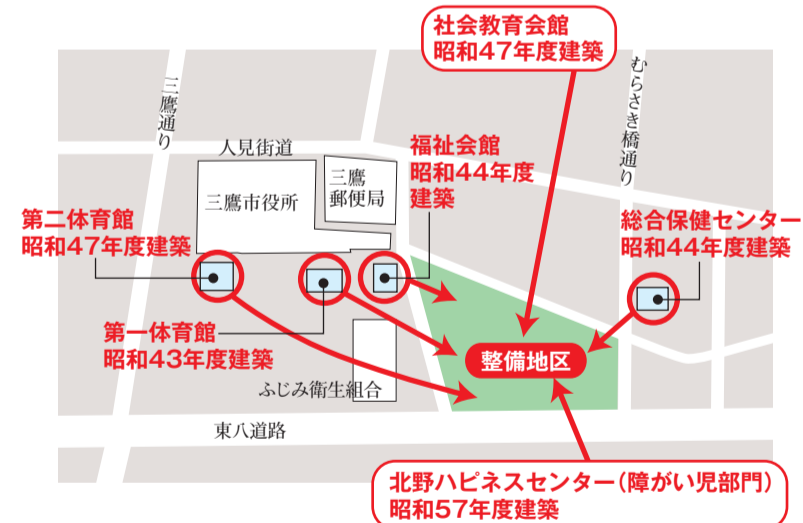 社会教育会館
昭和47年度建築
三鷹通り
むらさき橋通り
人見街道
福祉会館
昭和44年度
建築
三鷹
郵便局
三鷹市役所
第二体育館
昭和47年度建築
総合保健センター
昭和44年度建築
第一体育館
昭和43年度建築
整備地区
ふじみ衛生組合
東八道路
北野ハピネスセンター（障がい児部門）
昭和57年度建築